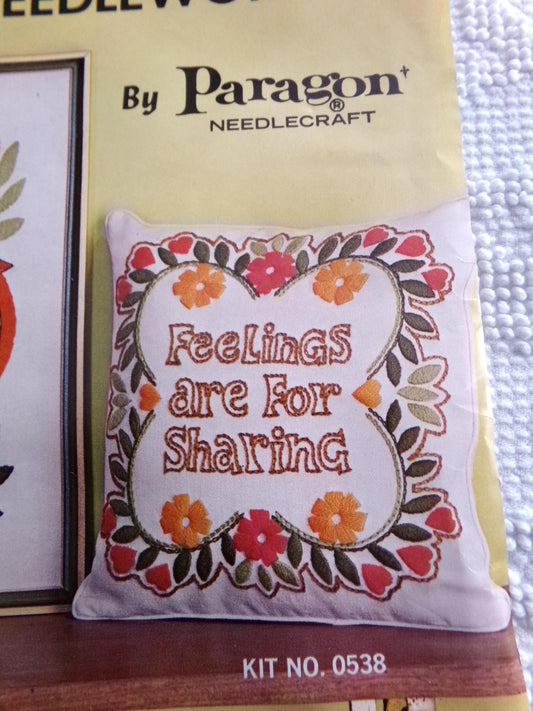 By Paragon®
NEEDLECRAFT
FeeLinGs
are For
SharinG
KIT NO. 0538